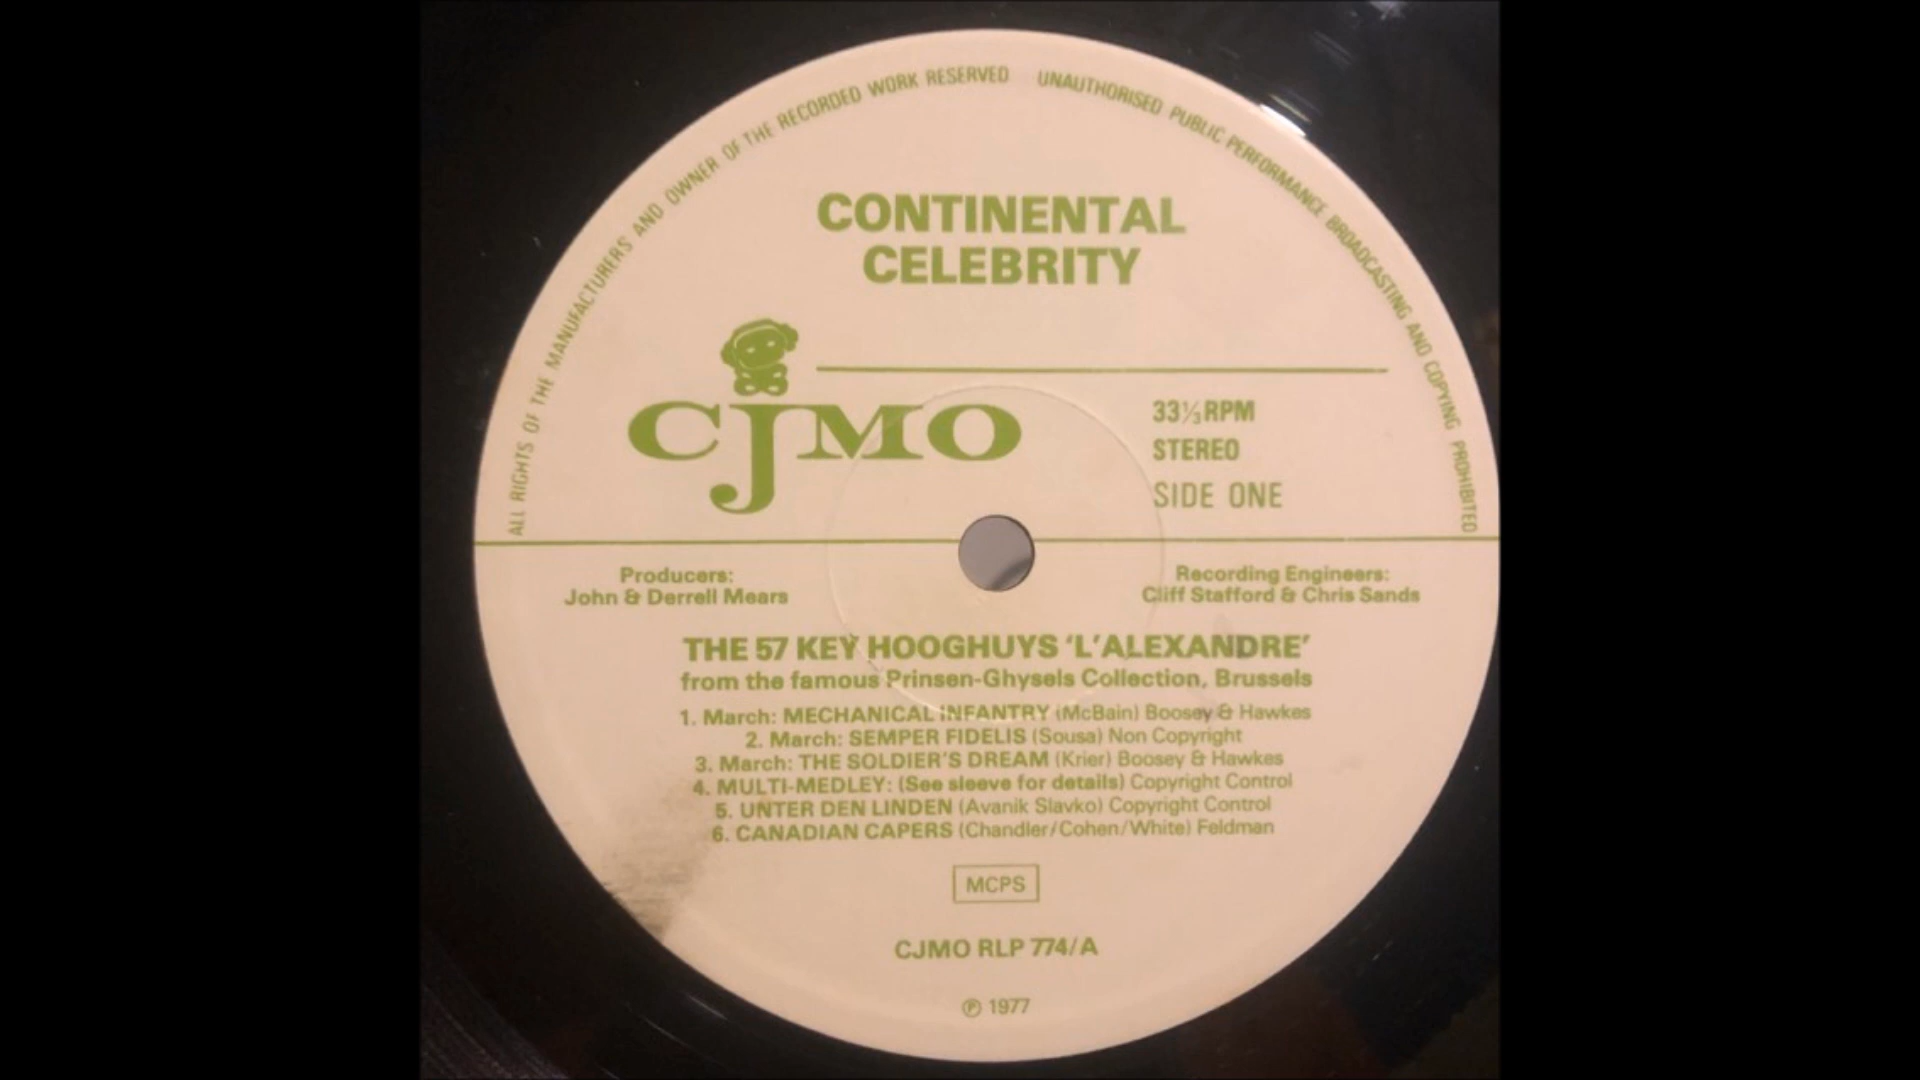 ALL RIGHTS OF THE MANUFACTURERS AND OWNER OF THE RECORDED WORK RESERVED UNAUTHORISED PUBLIC PERFORMANCE BROADCASTING AND COPYING PROHIBITED
CONTINENTAL
CELEBRITY
CJMO
33⅓RPM
STEREO
SIDE ONE
Producers:
John & Derrell Mears
Recording Engineers:
Cliff Stafford & Chris Sands
THE 57 KEY HOOGHUYS ‘L’ALEXANDRE’
from the famous Prinsen-Ghysels Collection, Brussels
1. March: MECHANICAL INFANTRY (McBain) Boosey & Hawkes
2. March: SEMPER FIDELIS (Sousa) Non Copyright
3. March: THE SOLDIER'S DREAM (Krier) Boosey & Hawkes
4. MULTI-MEDLEY: (See sleeve for details) Copyright Control
5. UNTER DEN LINDEN (Avanik Slavko) Copyright Control
6. CANADIAN CAPERS (Chandler/Cohen/White) Feldman
MCPS
CJMO RLP 774/A
℗ 1977